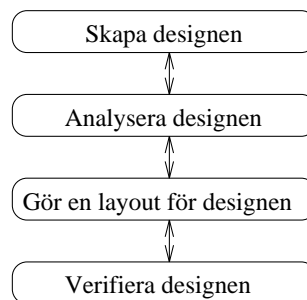 Skapa designen
Analysera designen
Gör en layout för designen
Verifiera designen